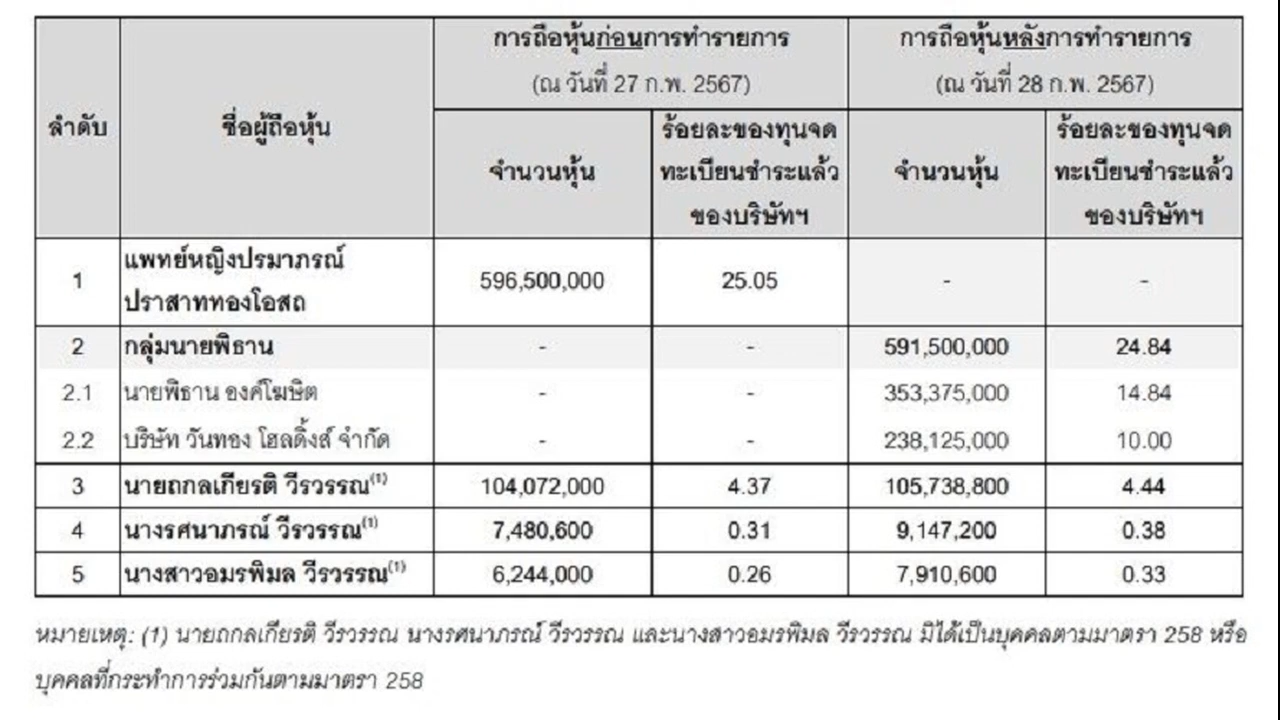 ลำดับ ชื่อผู้ถือหุ้น การถือหุ้นก่อนการทำรายการ การถือหุ้นหลังการทำรายการ
(ณ วันที่ 27 ก.พ. 2567) (ณ วันที่ 28 ก.พ. 2567)
จำนวนหุ้น ร้อยละของทุนจด จำนวนหุ้น ร้อยละของทุนจด
ทะเบียนชำระแล้ว ทะเบียนชำระแล้ว
ของบริษัทฯ ของบริษัทฯ
1 แพทย์หญิงปรมาภรณ์ 596,500,000 25.05 - -
ปราสาททองโอสถ
2 กลุ่มนายพิธาน - - 591,500,000 24.84
2.1 นายพิธาน องค์โฆษิต - - 353,375,000 14.84
2.2 บริษัท วันทอง โฮลดิ้งส์ จำกัด - - 238,125,000 10.00
3 นายถกลเกียรติ วีรวรรณ(1) 104,072,000 4.37 105,738,800 4.44
4 นางรศนาภรณ์ วีรวรรณ(1) 7,480,600 0.31 9,147,200 0.38
5 นางสาวอมรพิมล วีรวรรณ(1) 6,244,000 0.26 7,910,600 0.33
หมายเหตุ: (1) นายถกลเกียรติ วีรวรรณ นางรศนาภรณ์ วีรวรรณ และนางสาวอมรพิมล วีรวรรณ มิได้เป็นบุคคลตามมาตรา 258 หรือ
บุคคลที่กระทำการร่วมกันตามมาตรา 258